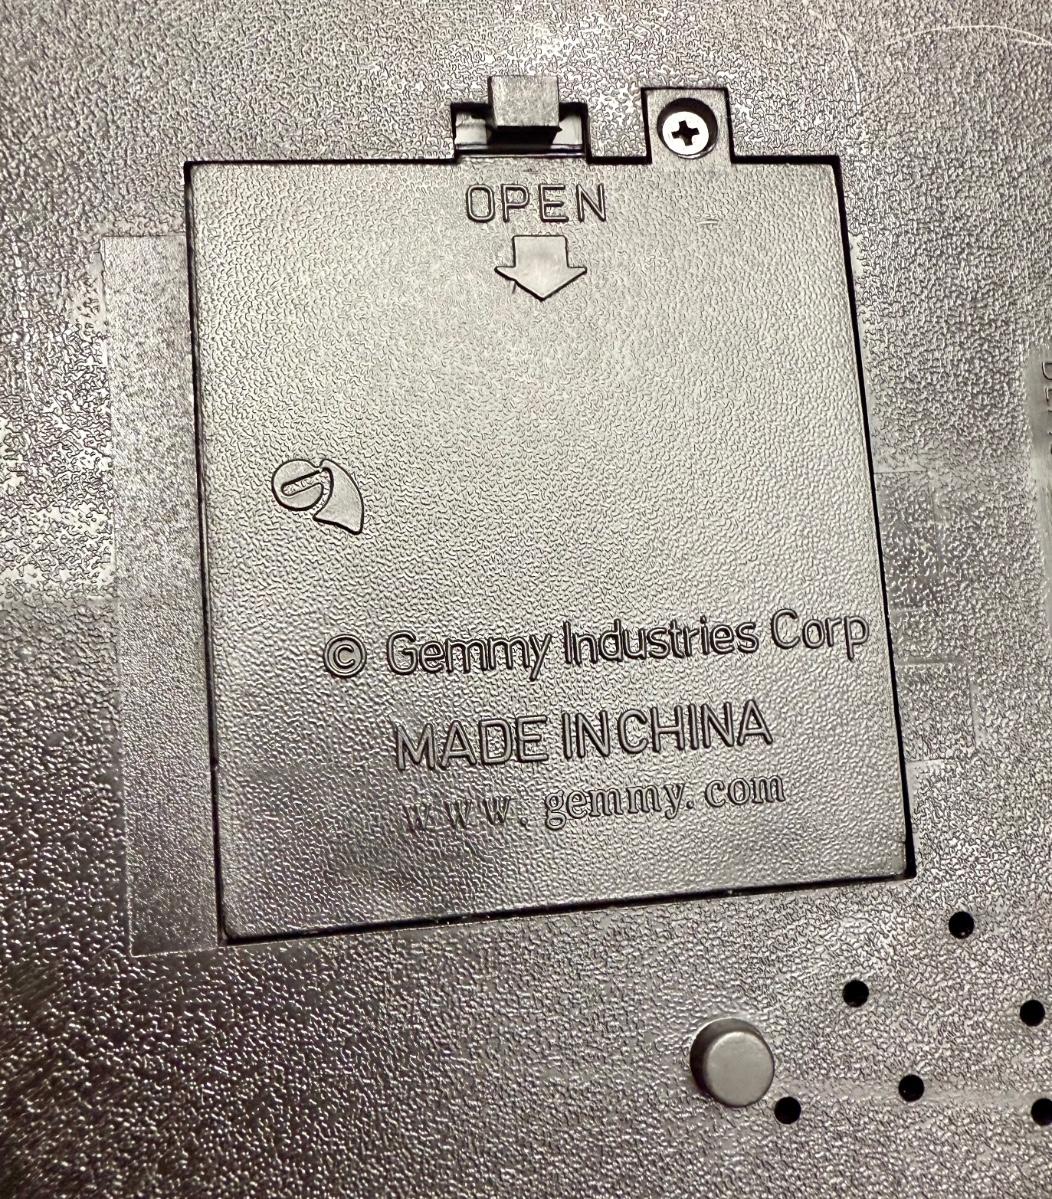 OPEN
© Gemmy Industries Corp
MADE IN CHINA
www.gemmy.com